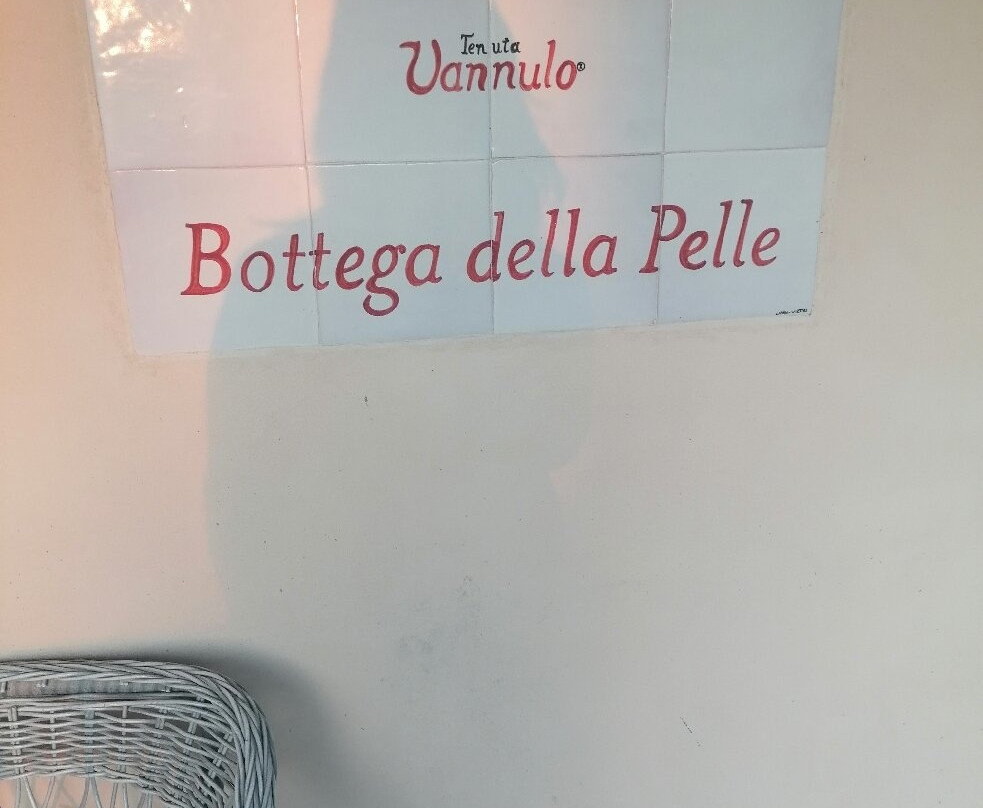 Tenuta
Vannulo®
Bottega della Pelle